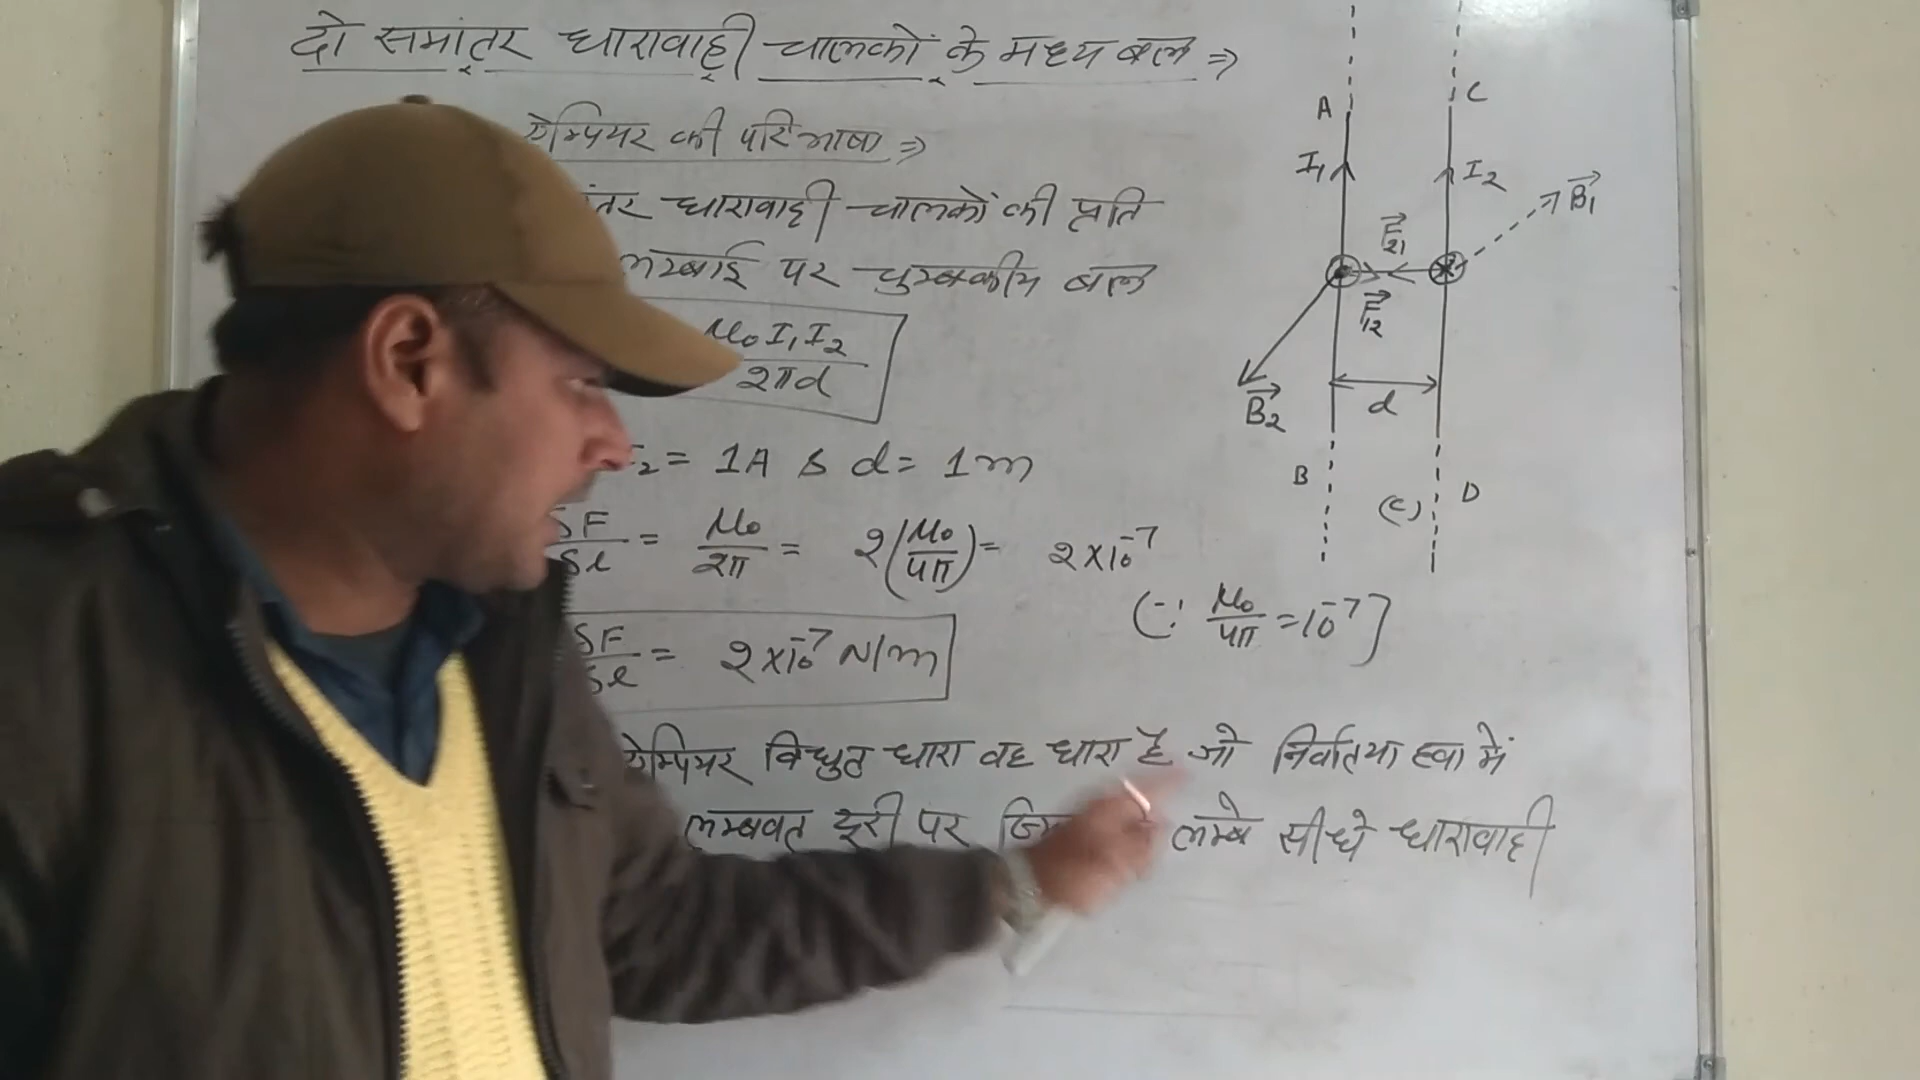 दो समांतर धारावाही चालकों के मध्य बल ⇒
ऐम्पियर की परिभाषा ⇒
धारावाही चालकों की प्रति
लम्बाई पर चुम्बकीय बल
μ₀I₁I₂
2πd
= 1A & d = 1m
δF/δl = μ₀/2π = 2(μ₀/4π) = 2×10⁻⁷
(∵ μ₀/4π = 10⁻⁷]
δF/δl = 2×10⁻⁷ N/m
ऐम्पियर विधुत धारा वह धारा है जो निर्वात या हवा में
लम्बवत दूरी पर लम्बे सीधे धारावाही
A
C
I₁
I₂
B₁
F₂₁
F₁₂
B₂
d
B
D
(c)